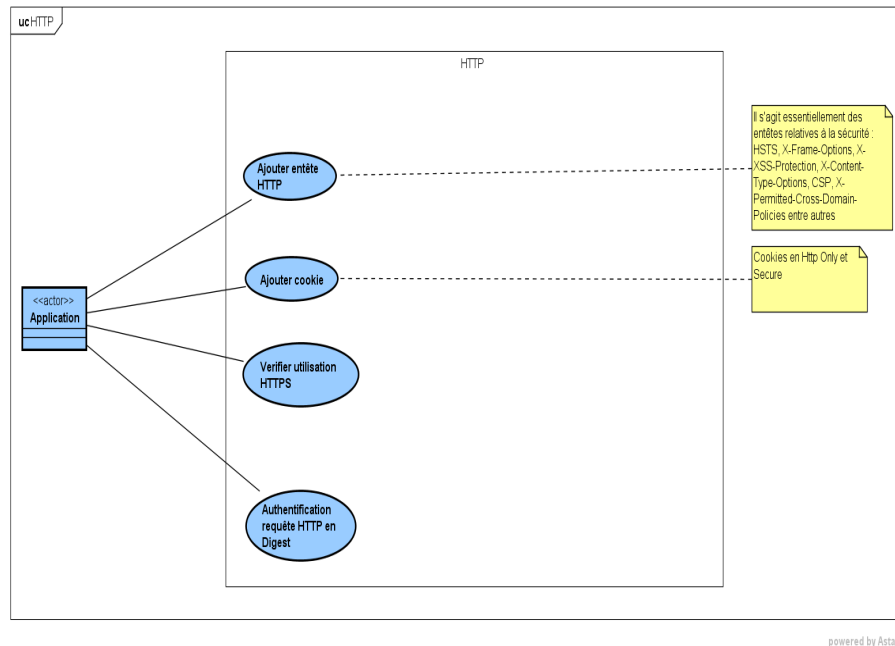 uc HTTP
HTTP
Il s'agit essentiellement des
entêtes relatives à la sécurité :
HSTS, X-Frame-Options, X-
XSS-Protection, X-Content-
Type-Options, CSP, X-
Permitted-Cross-Domain-
Policies entre autres
Ajouter entête
HTTP
Cookies en Http Only et
Secure
Ajouter cookie
<<actor>>
Application
Verifier utilisation
HTTPS
Authentification
requête HTTP en
Digest
powered by Asta